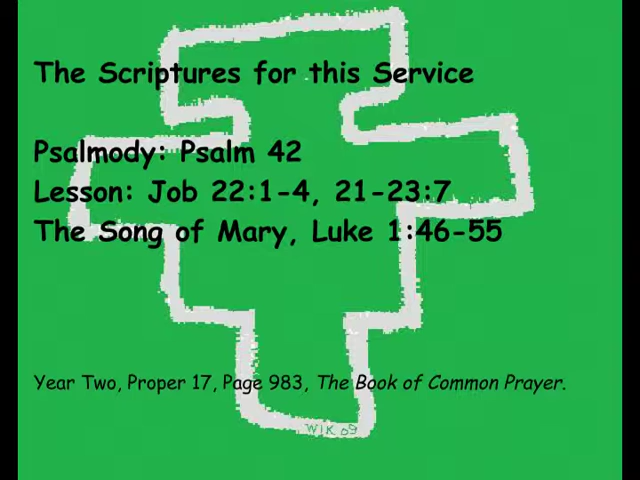 The Scriptures for this Service
Psalmody: Psalm 42
Lesson: Job 22:1-4, 21-23:7
The Song of Mary, Luke 1:46-55
Year Two, Proper 17, Page 983, The Book of Common Prayer.
WIK 09